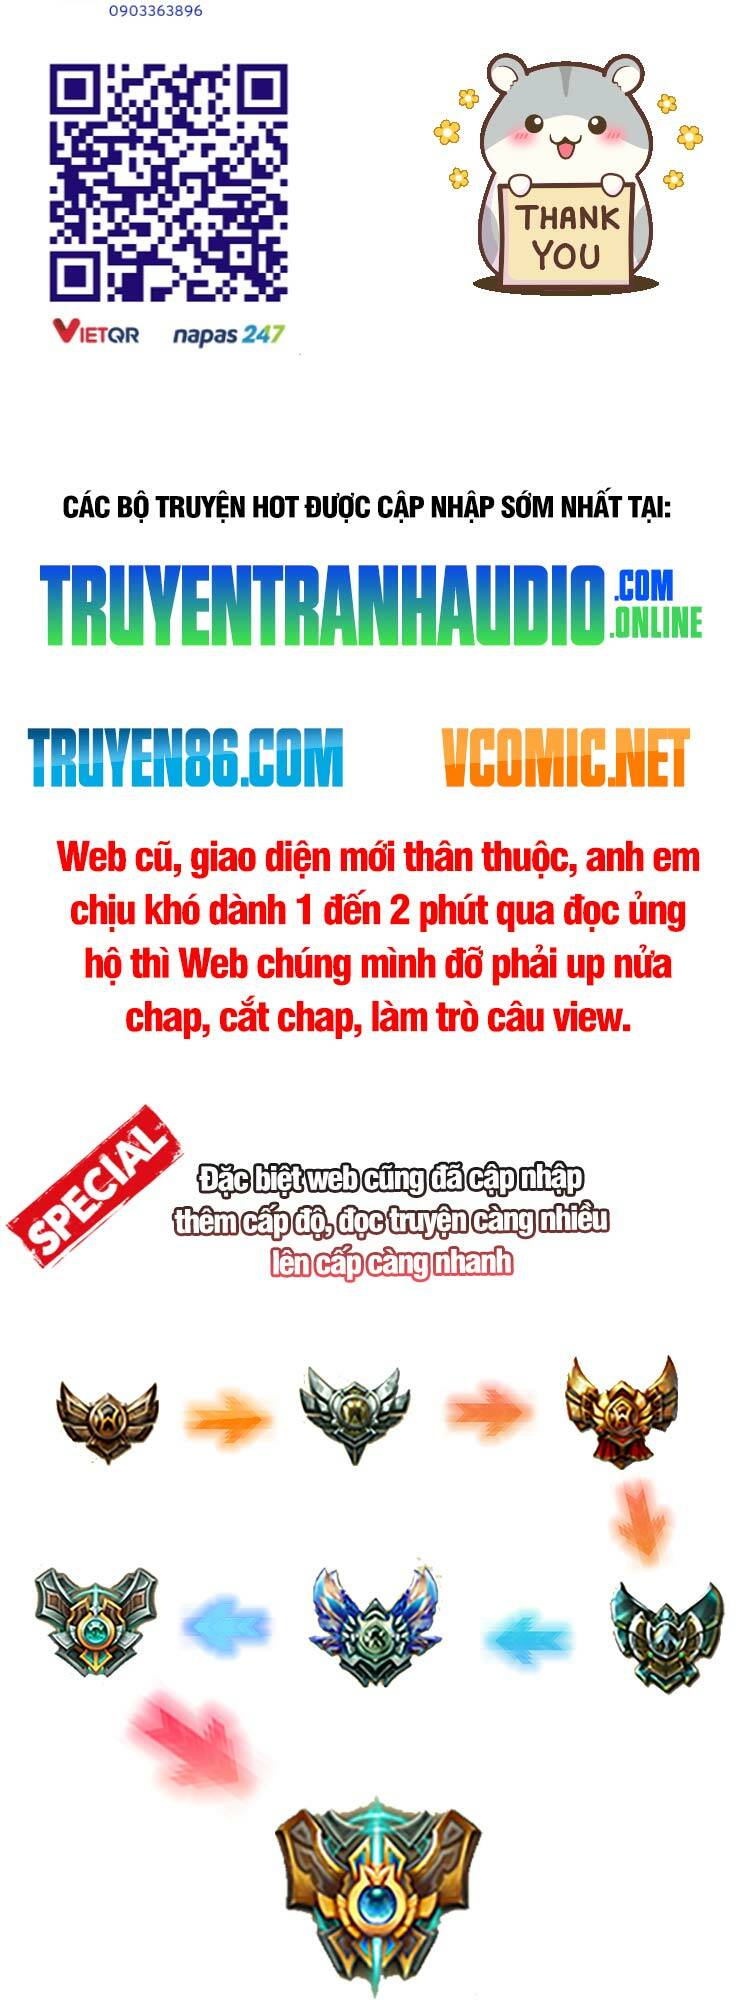 0903363896
VIETQR napas 247
THANK
YOU
CÁC BỘ TRUYỆN HOT ĐƯỢC CẬP NHẬP SỚM NHẤT TẠI:
TRUYENTRANHAUDIO.COM
.ONLINE
TRUYEN86.COM VCOMIC.NET
Web cũ, giao diện mới thân thuộc, anh em
chịu khó dành 1 đến 2 phút qua đọc ủng
hộ thì Web chúng mình đỡ phải up nửa
chap, cắt chap, làm trò câu view.
SPECIAL
Đặc biệt web cũng đã cập nhập
thêm cấp độ, đọc truyện càng nhiều
lên cấp càng nhanh